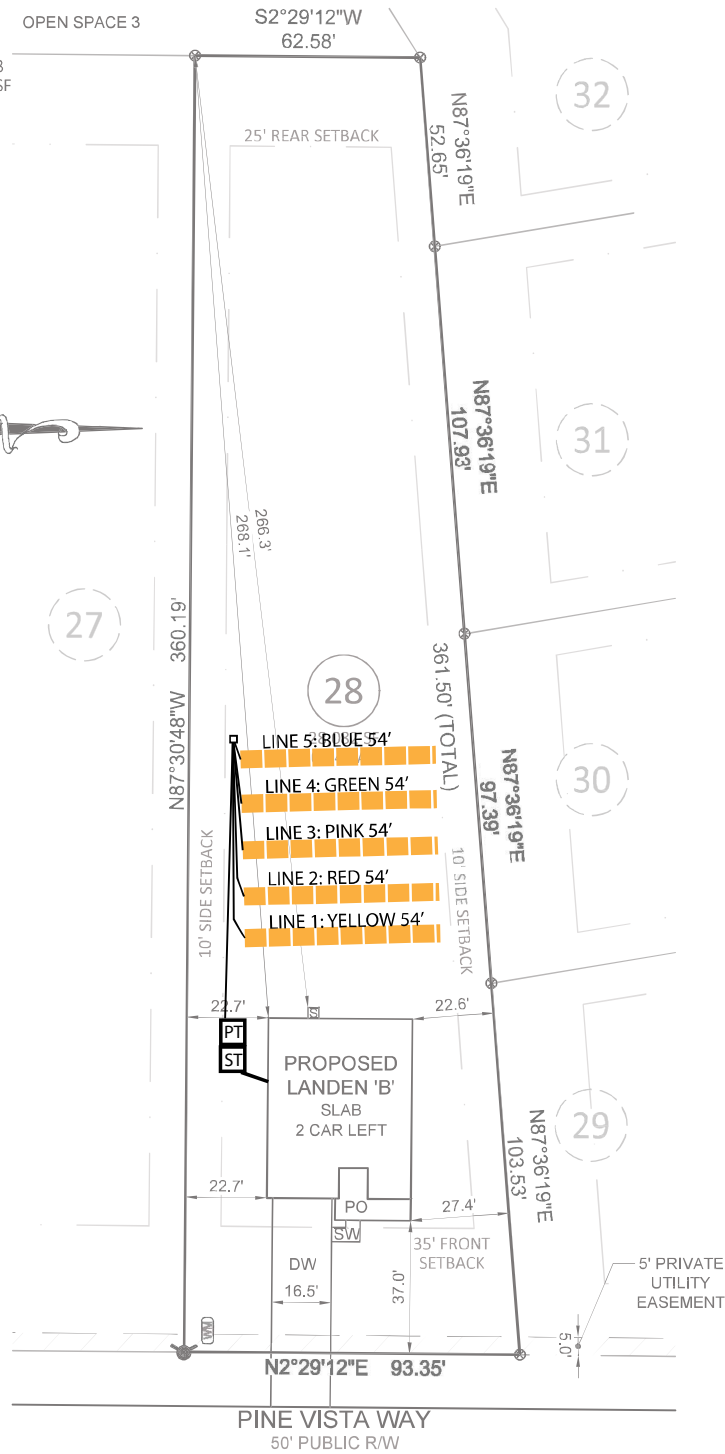 OPEN SPACE 3
S2°29'12"W
62.58'
3
SF
32
N87°36'19"E
52.65'
25' REAR SETBACK
31
N87°36'19"E
107.93'
266.3'
268.1'
27
N87°30'48"W 360.19'
28
361.50' (TOTAL)
LINE 5: BLUE 54'
LINE 4: GREEN 54'
LINE 3: PINK 54'
LINE 2: RED 54'
LINE 1: YELLOW 54'
30
N87°36'19"E
97.39'
10' SIDE SETBACK
10' SIDE SETBACK
22.7'
S
22.6'
PT
ST
PROPOSED
LANDEN 'B'
SLAB
2 CAR LEFT
29
N87°36'19"E
103.53'
22.7'
PO
27.4'
SW
35' FRONT
SETBACK
DW
16.5'
37.0'
5' PRIVATE
UTILITY
EASEMENT
WM
5.0'
N2°29'12"E 93.35'
PINE VISTA WAY
50' PUBLIC R/W